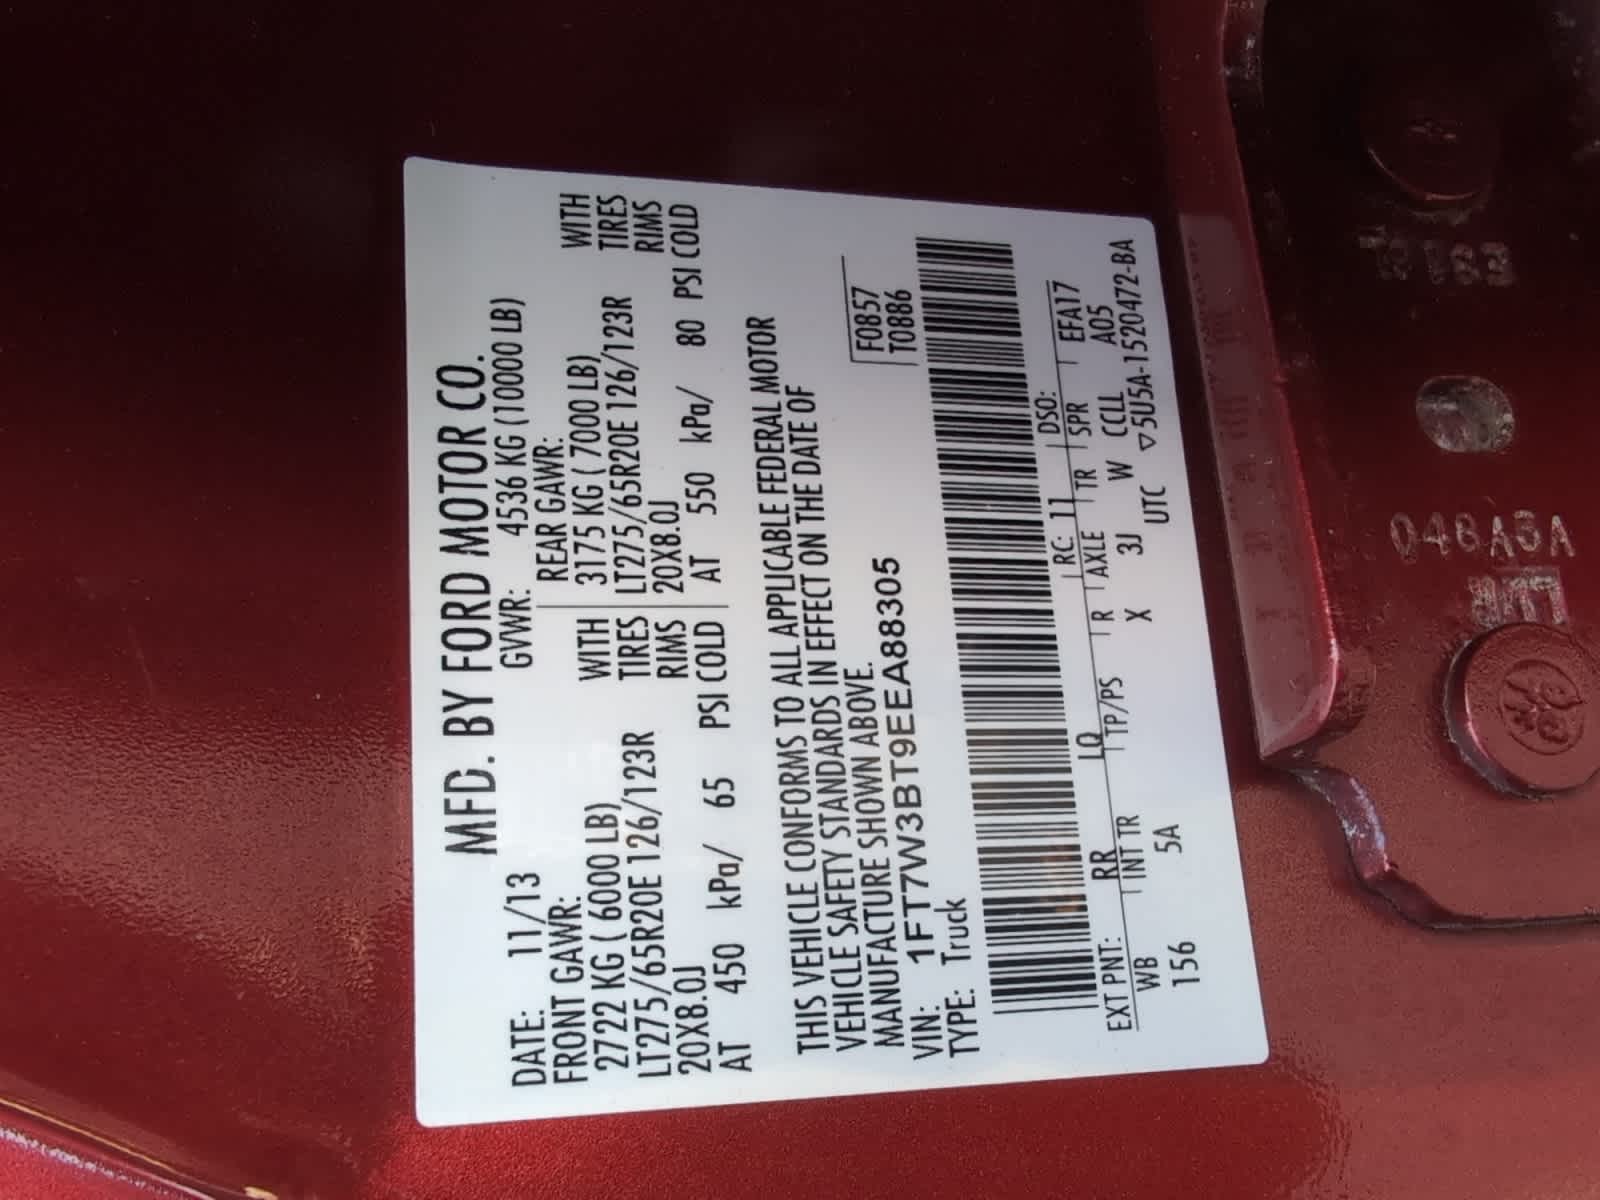 MFD. BY FORD MOTOR CO.
DATE: 11/13 GVWR: 4536 KG (10000 LB)
FRONT GAWR: REAR GAWR:
2722 KG ( 6000 LB) WITH 3175 KG ( 7000 LB) WITH
LT275/65R20E 126/123R TIRES LT275/65R20E 126/123R TIRES
20X8.0J RIMS 20X8.0J RIMS
AT 450 kPa/ 65 PSI COLD AT 550 kPa/ 80 PSI COLD
THIS VEHICLE CONFORMS TO ALL APPLICABLE FEDERAL MOTOR
VEHICLE SAFETY STANDARDS IN EFFECT ON THE DATE OF
MANUFACTURE SHOWN ABOVE.
VIN: 1FT7W3BT9EEA88305 F0857
TYPE: Truck T0886
EXT PNT: RR LQ RC: 11 DSO:
WB INT TR TP/PS R AXLE TR SPR EFA17
156 5A X 3J W CCLL A05
UTC ▽5U5A-1520472-BA
048A3A